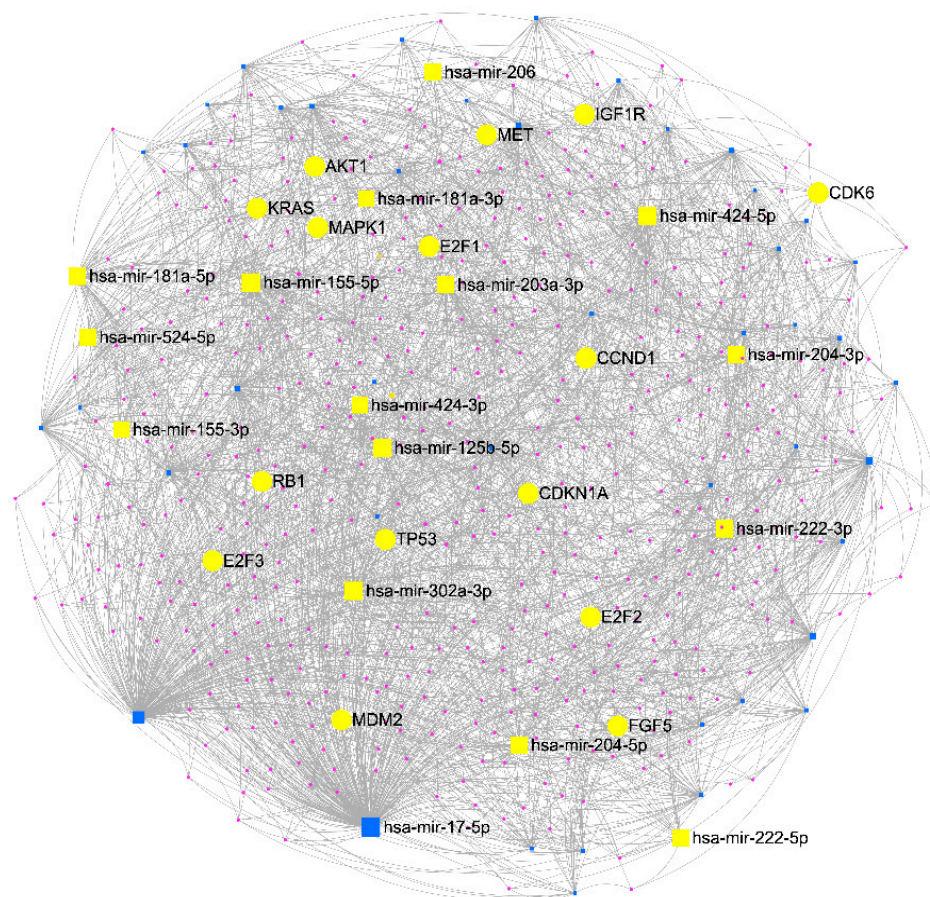 hsa-mir-206
IGF1R
MET
AKT1
CDK6
hsa-mir-181a-3p
KRAS
hsa-mir-424-5p
MAPK1
E2F1
hsa-mir-181a-5p
hsa-mir-155-5p
hsa-mir-203a-3p
hsa-mir-524-5p
hsa-mir-204-3p
CCND1
hsa-mir-424-3p
hsa-mir-155-3p
hsa-mir-125b-5p
RB1
CDKN1A
hsa-mir-222-3p
TP53
E2F3
hsa-mir-302a-3p
E2F2
MDM2
FGF5
hsa-mir-204-5p
hsa-mir-17-5p
hsa-mir-222-5p